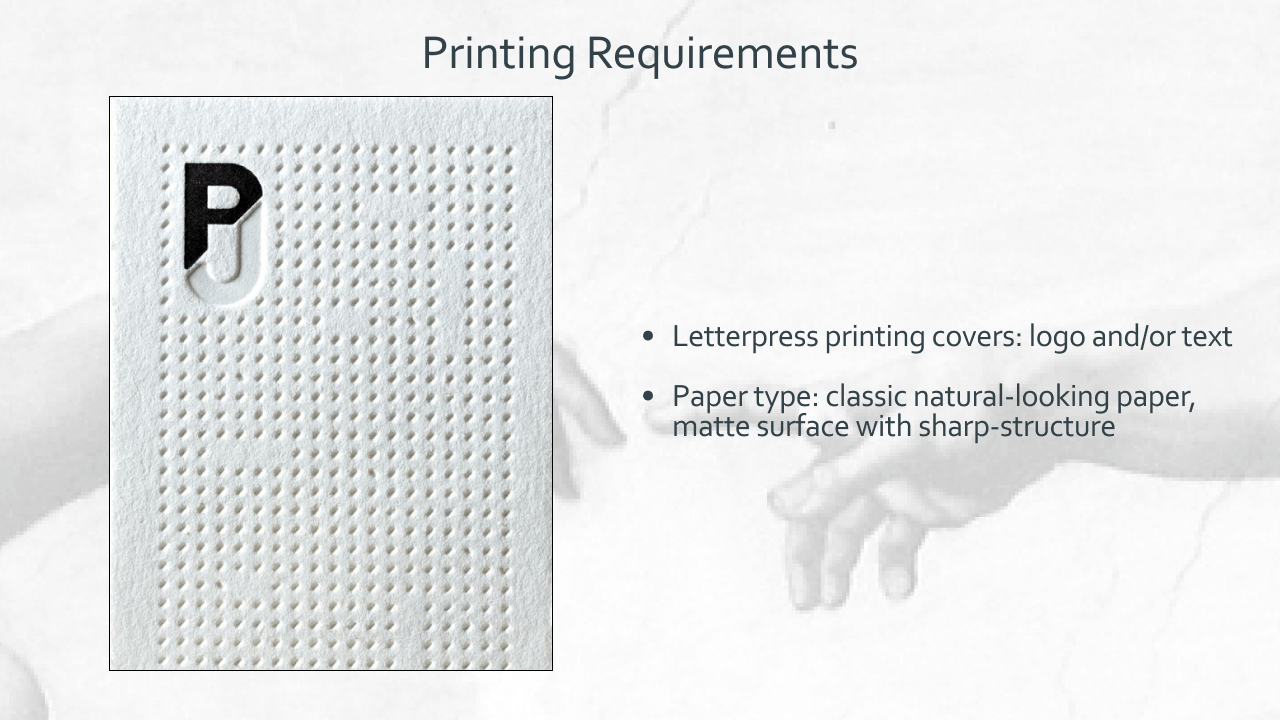 Printing Requirements
P
• Letterpress printing covers: logo and/or text
• Paper type: classic natural-looking paper,
matte surface with sharp-structure